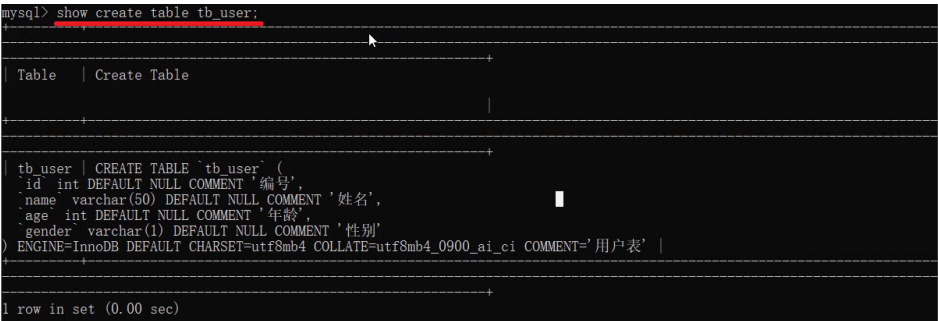 mysql> show create table tb_user;
| Table | Create Table
|
| tb_user | CREATE TABLE `tb_user` (
`id` int DEFAULT NULL COMMENT '编号',
`name` varchar(50) DEFAULT NULL COMMENT '姓名',
`age` int DEFAULT NULL COMMENT '年龄',
`gender` varchar(1) DEFAULT NULL COMMENT '性别'
) ENGINE=InnoDB DEFAULT CHARSET=utf8mb4 COLLATE=utf8mb4_0900_ai_ci COMMENT='用户表' |
1 row in set (0.00 sec)